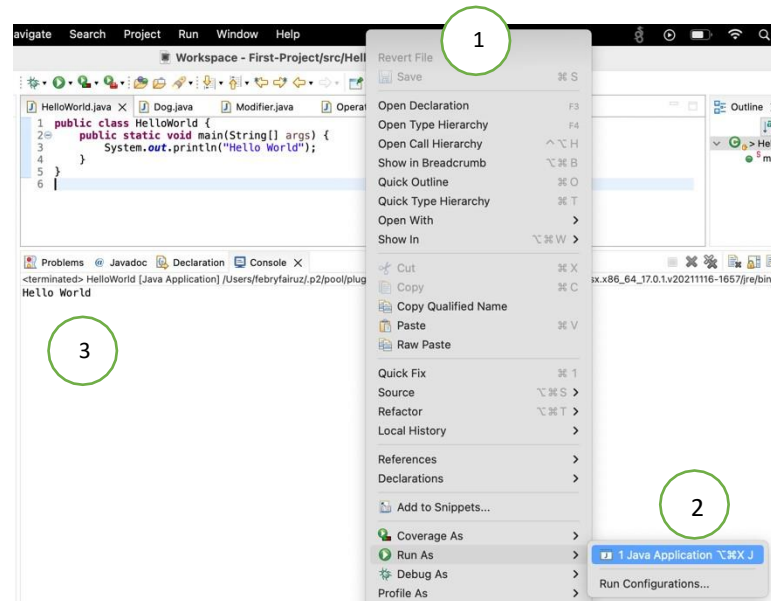 avigate Search Project Run Window Help
Workspace - First-Project/src/Hell
HelloWorld.java Dog.java Modifier.java Operat
1 public class HelloWorld {
2 public static void main(String[] args) {
3 System.out.println("Hello World");
4 }
5 }
6
Problems @ Javadoc Declaration Console
<terminated> HelloWorld [Java Application] /Users/febryfairuz/.p2/pool/plug
sx.x86_64_17.0.1.v20211116-1657/jre/bin
Hello World
3
1
Revert File
Save ⌘ S
Open Declaration F3
Open Type Hierarchy F4
Open Call Hierarchy ^⌥H
Show in Breadcrumb ⌥⌘B
Quick Outline ⌘ O
Quick Type Hierarchy ⌘ T
Open With >
Show In ⌥⌘W >
Cut ⌘ X
Copy ⌘ C
Copy Qualified Name
Paste ⌘ V
Raw Paste
Quick Fix ⌘ 1
Source ⌥⌘S >
Refactor ⌥⌘T >
Local History >
References >
Declarations >
Add to Snippets...
Coverage As >
Run As >
Debug As >
Profile As >
2
1 Java Application ⌥⌘X J
Run Configurations...
Outline
> He
S m